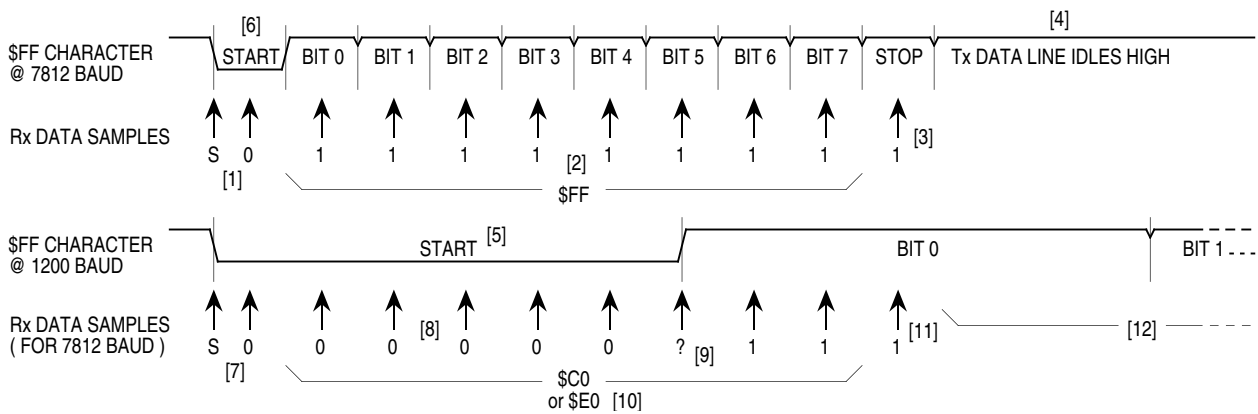 [6] [4]
$FF CHARACTER
@ 7812 BAUD
START BIT 0 BIT 1 BIT 2 BIT 3 BIT 4 BIT 5 BIT 6 BIT 7 STOP Tx DATA LINE IDLES HIGH
Rx DATA SAMPLES
S 0 1 1 1 1 1 1 1 1 1 [3]
[1] [2]
$FF
$FF CHARACTER
@ 1200 BAUD
START [5] BIT 0 BIT 1
Rx DATA SAMPLES
( FOR 7812 BAUD )
S 0 0 0 0 0 0 ? 1 1 1
[7] [8] [9] [11] [12]
$C0
or $E0 [10]